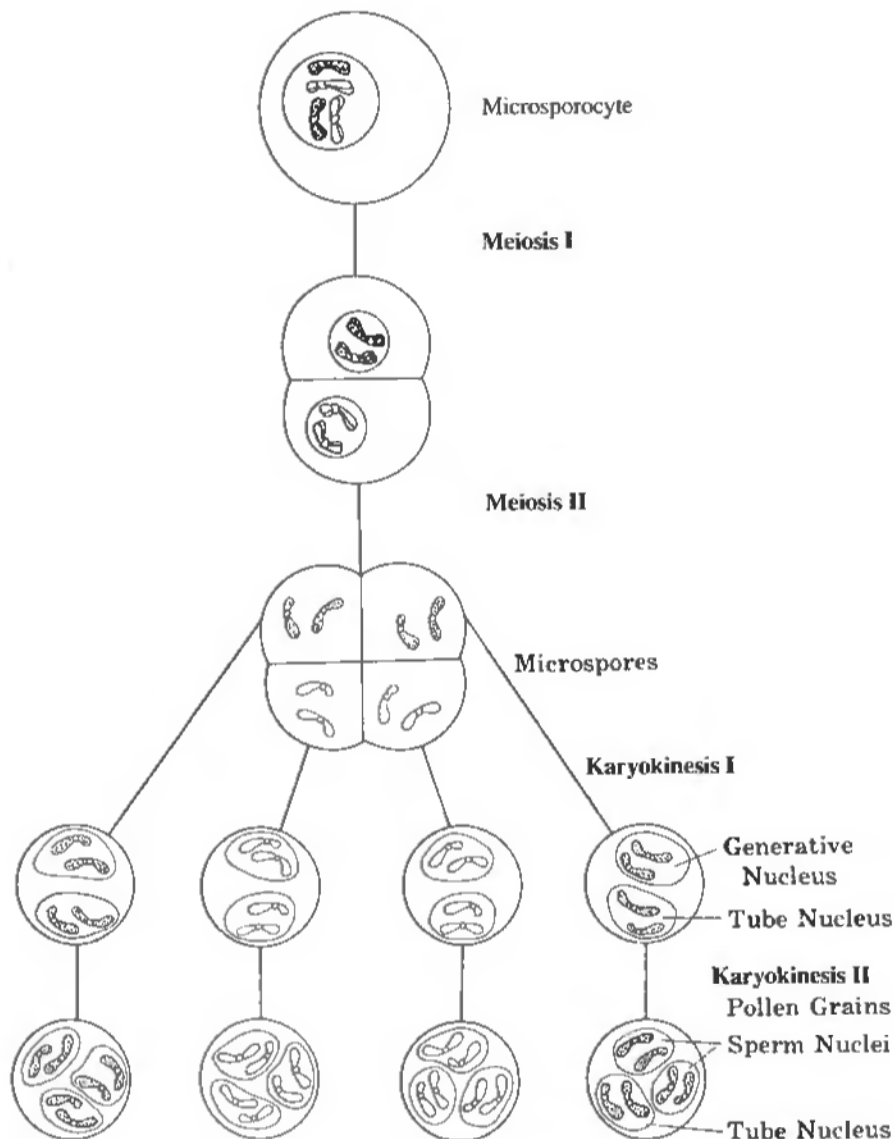 Microsporocyte
Meiosis I
Meiosis II
Microspores
Karyokinesis I
Generative
Nucleus
Tube Nucleus
Karyokinesis II
Pollen Grains
Sperm Nuclei
Tube Nucleus